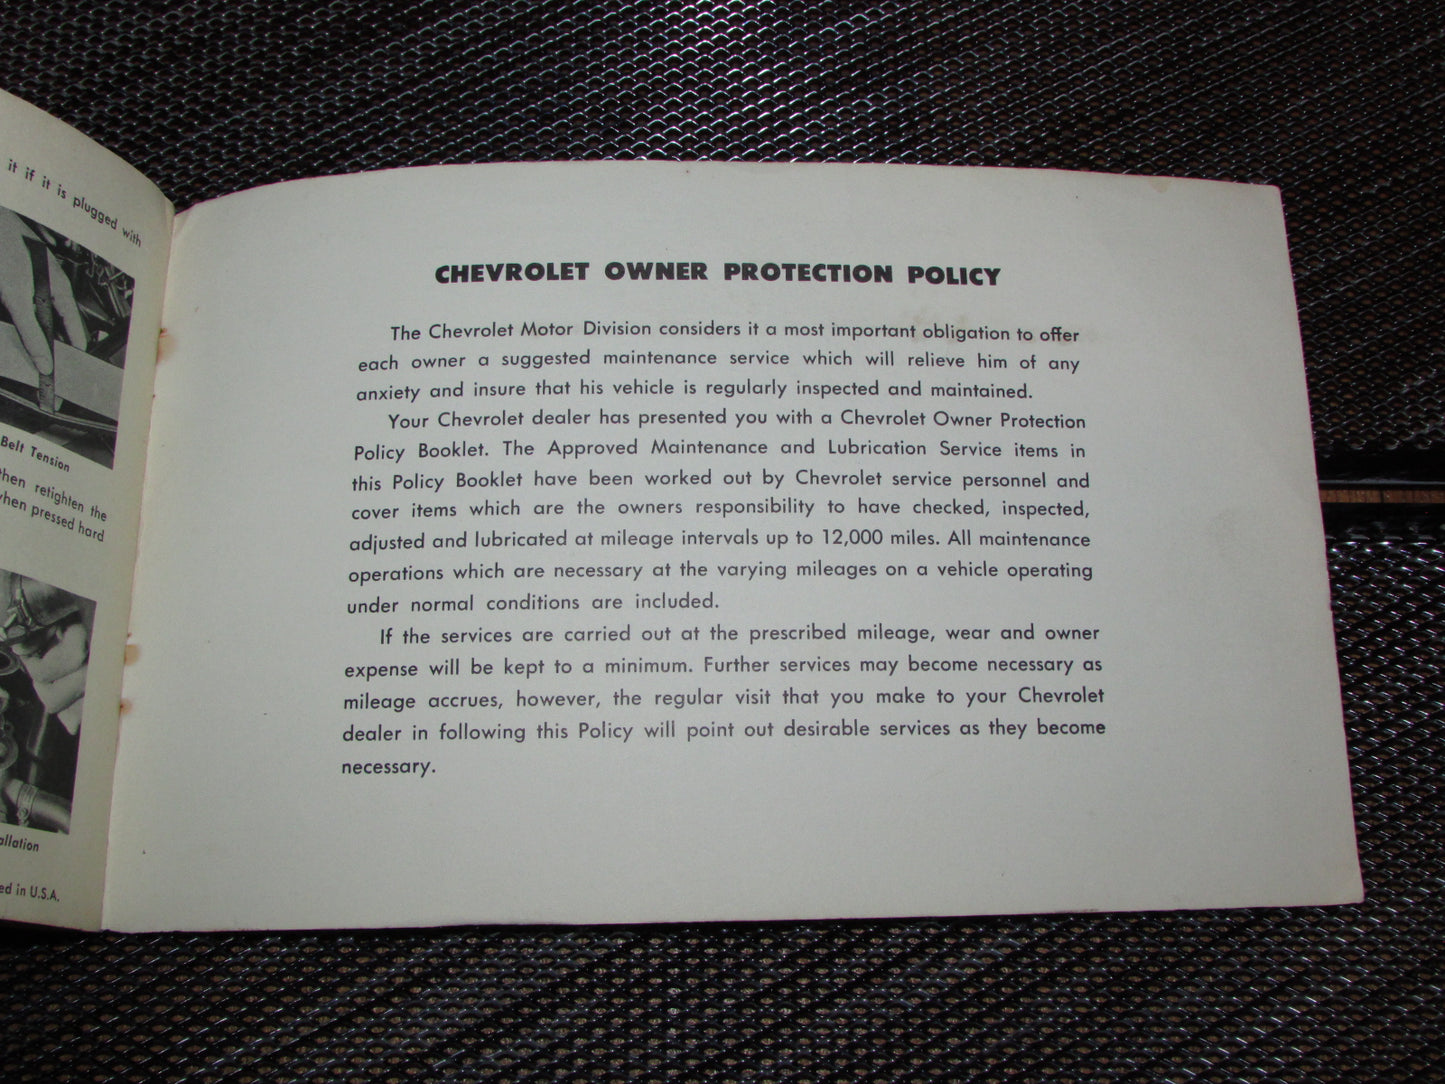 it if it is plugged with
Belt Tension
then retighten the
when pressed hard
allation
ed in U.S.A.
CHEVROLET OWNER PROTECTION POLICY
The Chevrolet Motor Division considers it a most important obligation to offer
each owner a suggested maintenance service which will relieve him of any
anxiety and insure that his vehicle is regularly inspected and maintained.
Your Chevrolet dealer has presented you with a Chevrolet Owner Protection
Policy Booklet. The Approved Maintenance and Lubrication Service items in
this Policy Booklet have been worked out by Chevrolet service personnel and
cover items which are the owners responsibility to have checked, inspected,
adjusted and lubricated at mileage intervals up to 12,000 miles. All maintenance
operations which are necessary at the varying mileages on a vehicle operating
under normal conditions are included.
If the services are carried out at the prescribed mileage, wear and owner
expense will be kept to a minimum. Further services may become necessary as
mileage accrues, however, the regular visit that you make to your Chevrolet
dealer in following this Policy will point out desirable services as they become
necessary.